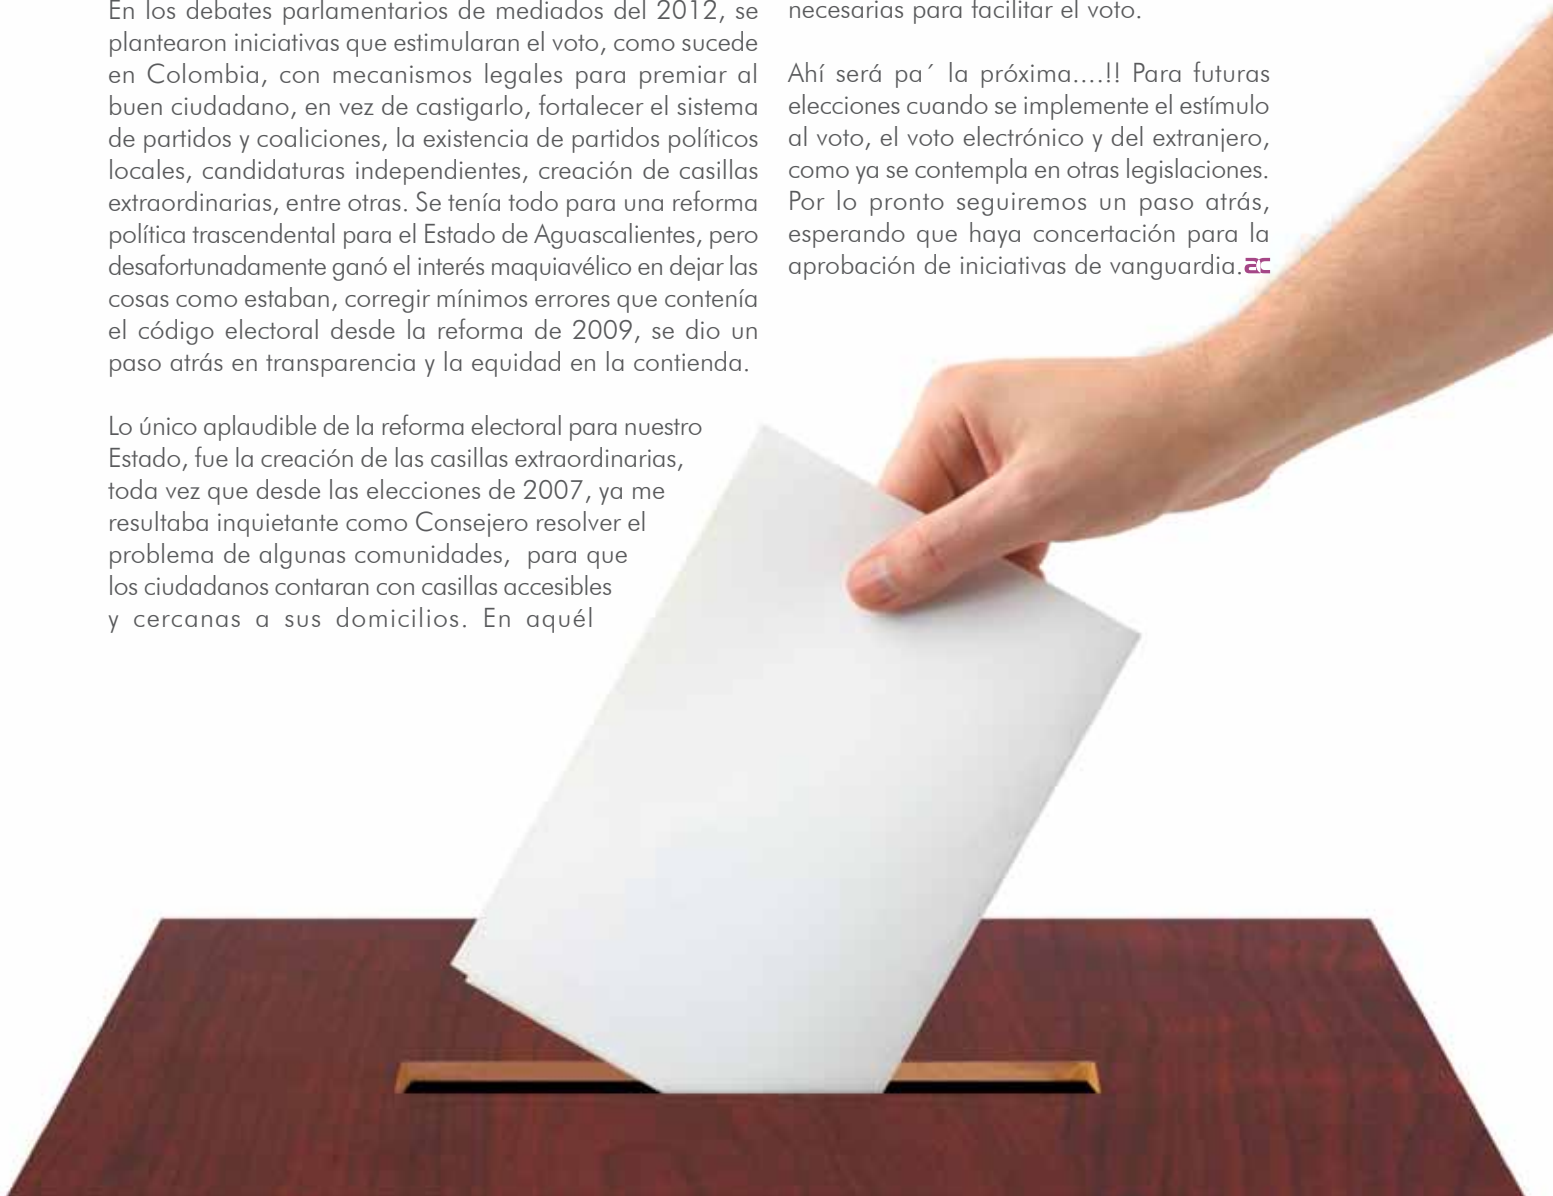 En los debates parlamentarios de mediados del 2012, se
plantearon iniciativas que estimularan el voto, como sucede
en Colombia, con mecanismos legales para premiar al
buen ciudadano, en vez de castigarlo, fortalecer el sistema
de partidos y coaliciones, la existencia de partidos políticos
locales, candidaturas independientes, creación de casillas
extraordinarias, entre otras. Se tenía todo para una reforma
política trascendental para el Estado de Aguascalientes, pero
desafortunadamente ganó el interés maquiavélico en dejar las
cosas como estaban, corregir mínimos errores que contenía
el código electoral desde la reforma de 2009, se dio un
paso atrás en transparencia y la equidad en la contienda.
Lo único aplaudible de la reforma electoral para nuestro
Estado, fue la creación de las casillas extraordinarias,
toda vez que desde las elecciones de 2007, ya me
resultaba inquietante como Consejero resolver el
problema de algunas comunidades, para que
los ciudadanos contaran con casillas accesibles
y cercanas a sus domicilios. En aquél
necesarias para facilitar el voto.
Ahí será pa´ la próxima....!! Para futuras
elecciones cuando se implemente el estímulo
al voto, el voto electrónico y del extranjero,
como ya se contempla en otras legislaciones.
Por lo pronto seguiremos un paso atrás,
esperando que haya concertación para la
aprobación de iniciativas de vanguardia. ac